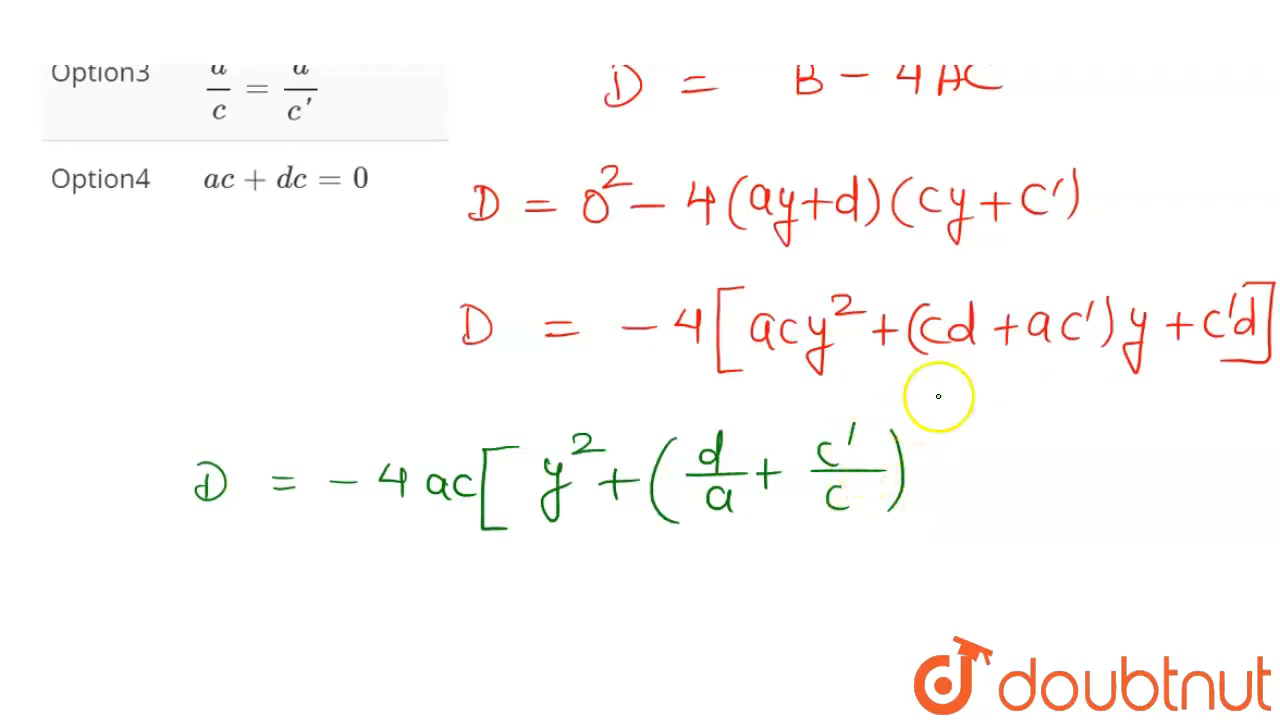 Option3 a/c = a/c'
D = B - 4AC
Option4 ac + dc = 0
D = 0² - 4(ay+d)(cy+c')
D = -4[acy² + (cd + ac')y + c'd]
D = -4ac[y² + (d/a + c'/c)
doubtnut